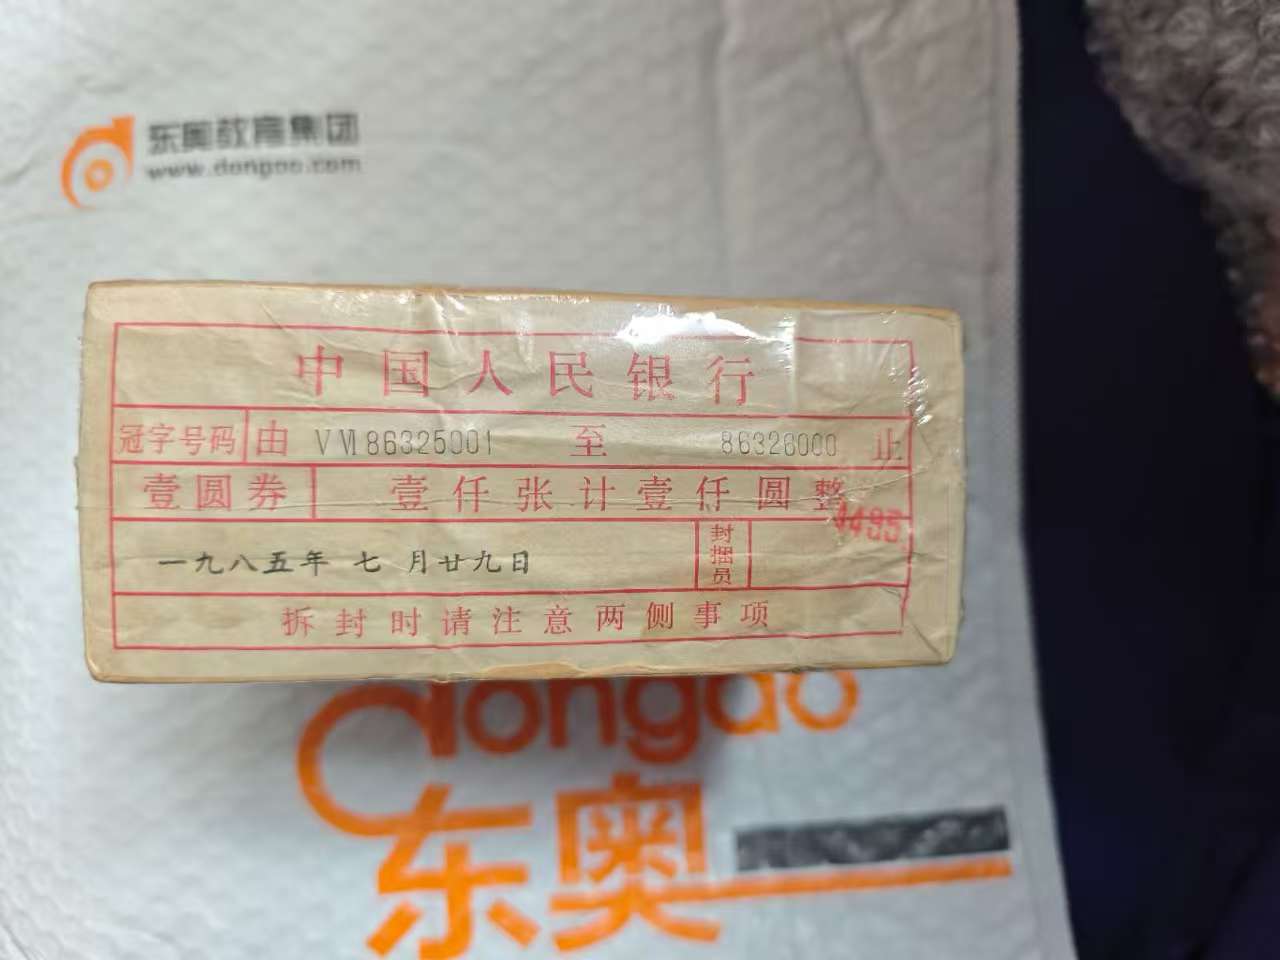 东奥教育集团
www.dongao.com
中国人民银行
冠字号码 由 V VI 86325001 至 86326000 止
壹圆券 壹仟张计壹仟圆整
4495
一九八五年 七 月廿九日 封捆员
拆封时请注意两侧事项
dongao
东奥